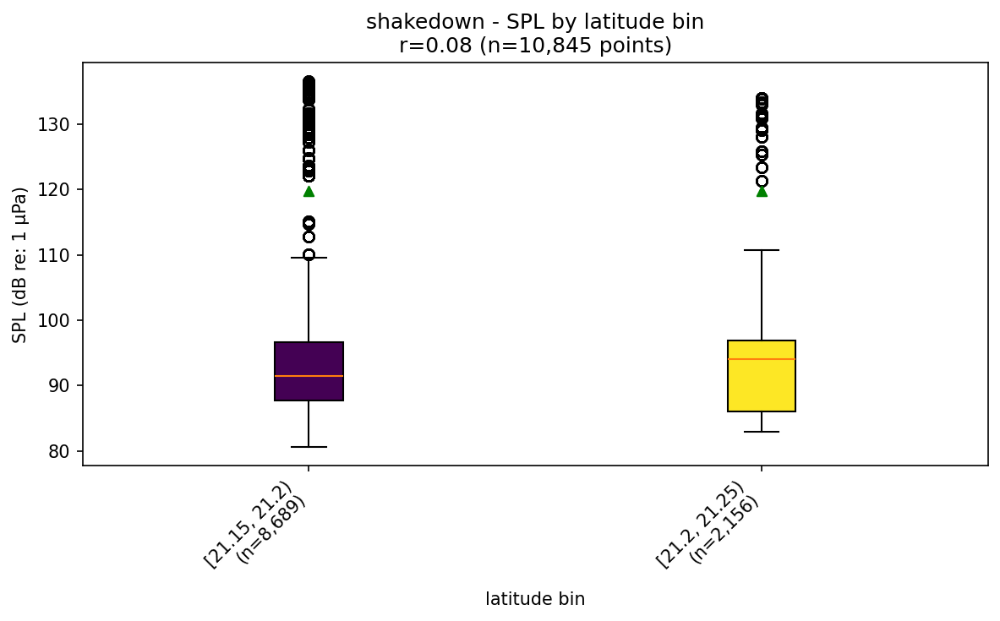 shakedown - SPL by latitude bin
r=0.08 (n=10,845 points)
SPL (dB re: 1 µPa)
130
120
110
100
90
80
[21.15, 21.2)
(n=8,689)
[21.2, 21.25)
(n=2,156)
latitude bin